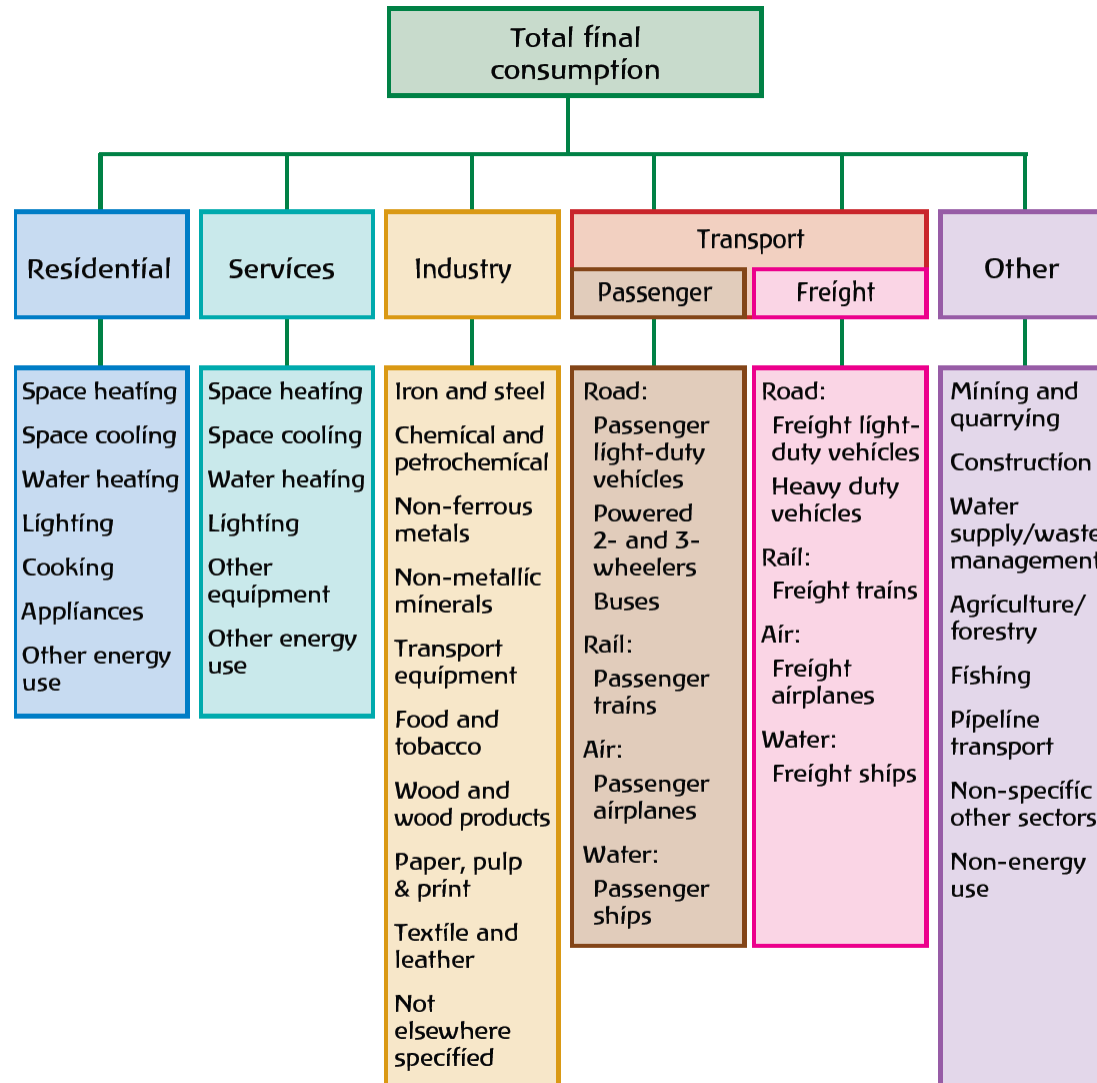 Total final
consumption
Residential
Services
Industry
Transport
Passenger
Freight
Other
Space heating
Space cooling
Water heating
Lighting
Cooking
Appliances
Other energy
use
Space heating
Space cooling
Water heating
Lighting
Other
equipment
Other energy
use
Iron and steel
Chemical and
petrochemical
Non-ferrous
metals
Non-metallic
minerals
Transport
equipment
Food and
tobacco
Wood and
wood products
Paper, pulp
& print
Textile and
leather
Not
elsewhere
specified
Road:
Passenger
light-duty
vehicles
Powered
2- and 3-
wheelers
Buses
Rail:
Passenger
trains
Air:
Passenger
airplanes
Water:
Passenger
ships
Road:
Freight light-
duty vehicles
Heavy duty
vehicles
Rail:
Freight trains
Air:
Freight
airplanes
Water:
Freight ships
Mining and
quarrying
Construction
Water
supply/waste
management
Agriculture/
forestry
Fishing
Pipeline
transport
Non-specific
other sectors
Non-energy
use